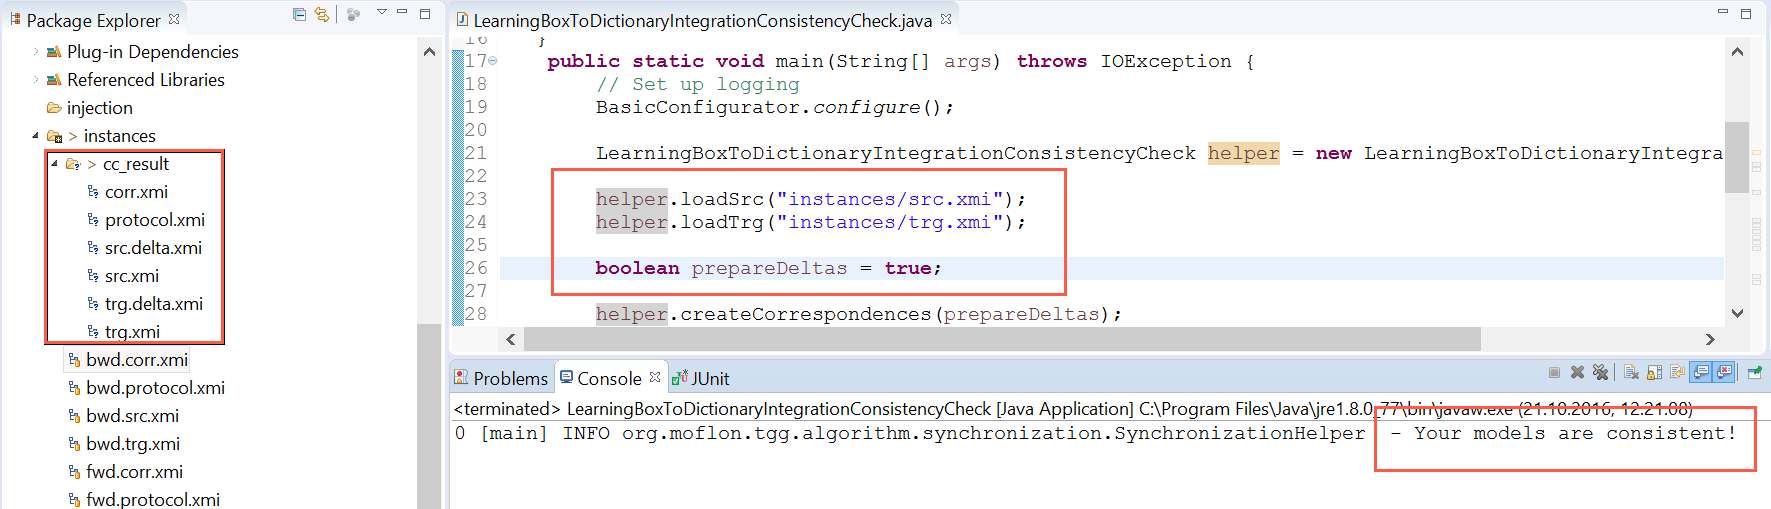 Package Explorer
Plug-in Dependencies
Referenced Libraries
injection
> instances
> cc_result
corr.xmi
protocol.xmi
src.delta.xmi
src.xmi
trg.delta.xmi
trg.xmi
bwd.corr.xmi
bwd.protocol.xmi
bwd.src.xmi
bwd.trg.xmi
fwd.corr.xmi
fwd.protocol.xmi
LearningBoxToDictionaryIntegrationConsistencyCheck.java
16 }
17 public static void main(String[] args) throws IOException {
18 // Set up logging
19 BasicConfigurator.configure();
20
21 LearningBoxToDictionaryIntegrationConsistencyCheck helper = new LearningBoxToDictionaryIntegra
22
23 helper.loadSrc("instances/src.xmi");
24 helper.loadTrg("instances/trg.xmi");
25
26 boolean prepareDeltas = true;
27
28 helper.createCorrespondences(prepareDeltas);
Problems Console JUnit
<terminated> LearningBoxToDictionaryIntegrationConsistencyCheck [Java Application] C:\Program Files\Java\jre1.8.0_77\bin\javaw.exe (21.10.2016, 12:21:08)
0 [main] INFO org.moflon.tgg.algorithm.synchronization.SynchronizationHelper - Your models are consistent!